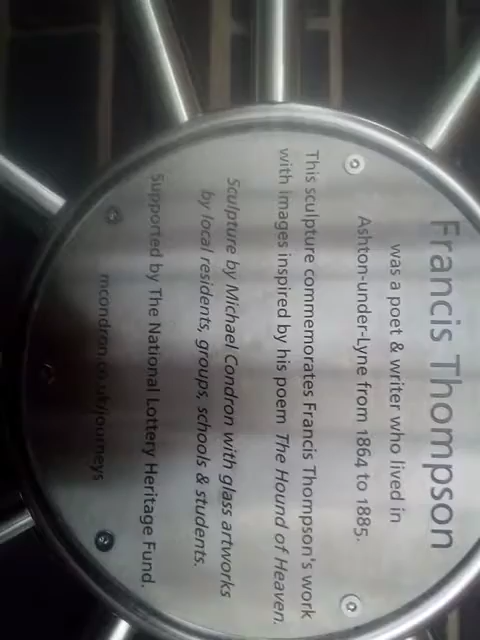 Francis Thompson
was a poet & writer who lived in
Ashton-under-Lyne from 1864 to 1885.
This sculpture commemorates Francis Thompson's work
with images inspired by his poem The Hound of Heaven.
Sculpture by Michael Condron with glass artworks
by local residents, groups, schools & students.
Supported by The National Lottery Heritage Fund.
mcondron.co.uk/journeys